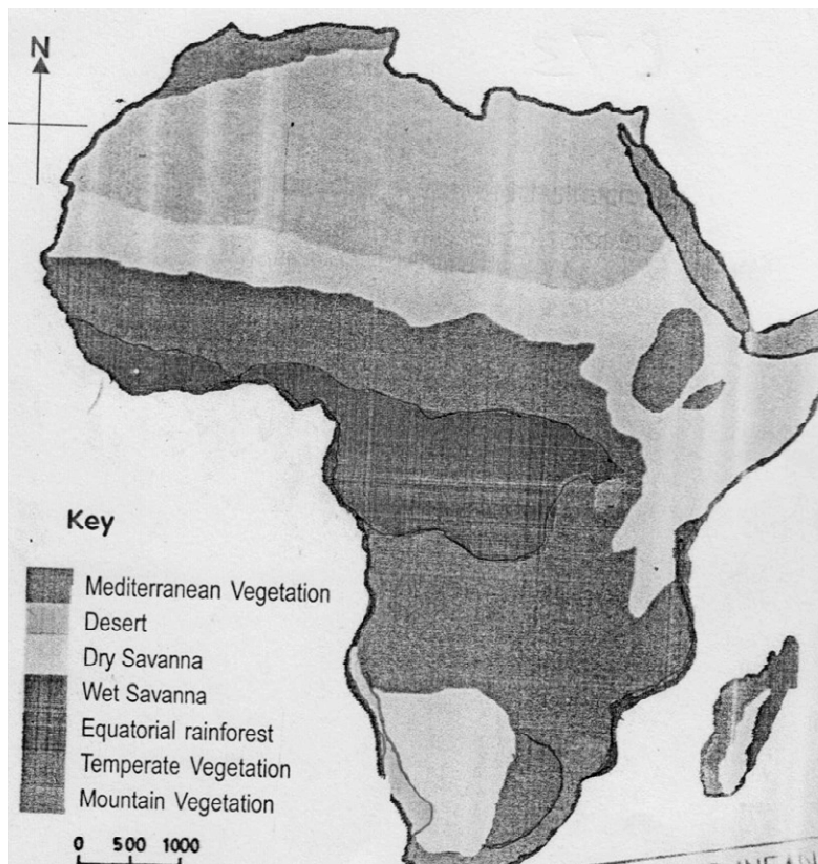 N
Key
Mediterranean Vegetation
Desert
Dry Savanna
Wet Savanna
Equatorial rainforest
Temperate Vegetation
Mountain Vegetation
0 500 1000